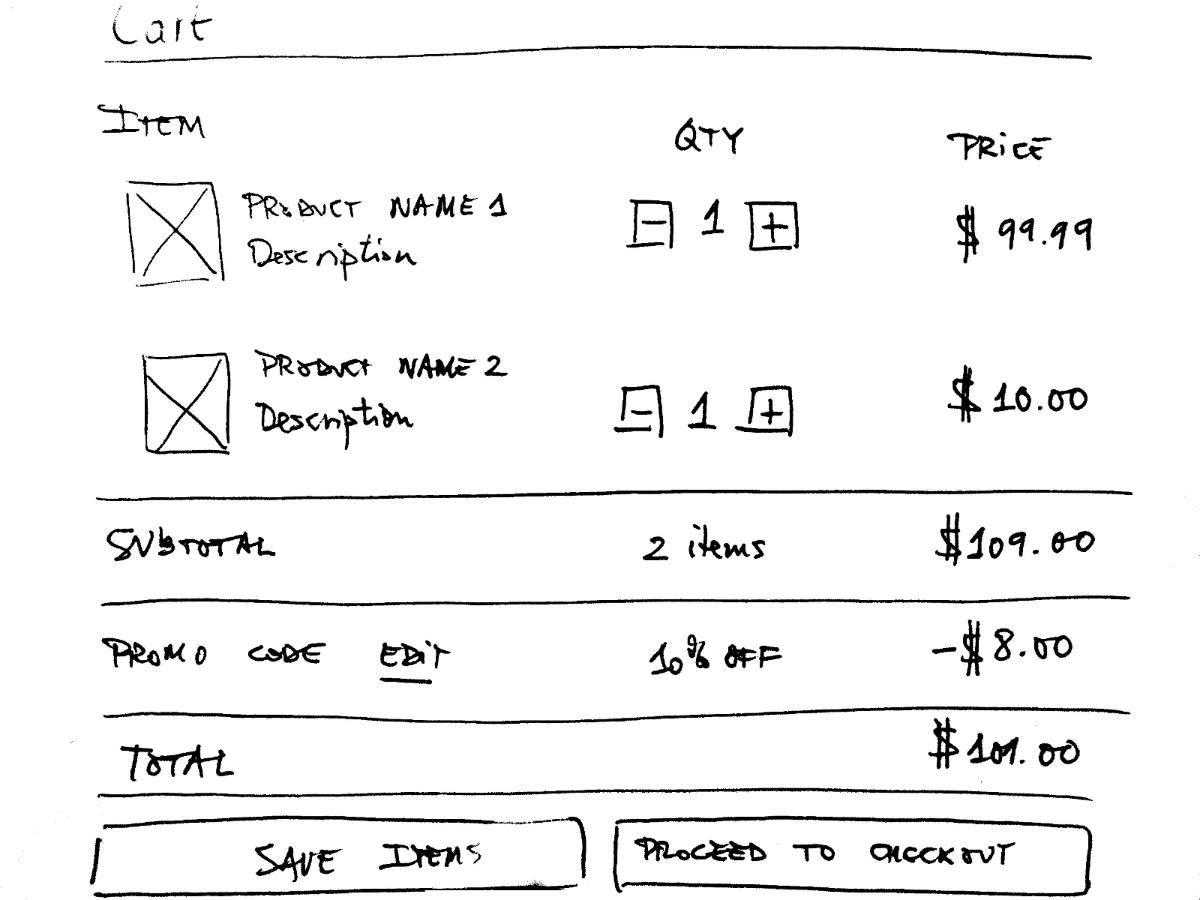 Cart
ITEM QTY PRICE
PRODUCT NAME 1 - 1 + $ 99.99
Description
PRODUCT NAME 2 - 1 + $ 10.00
Description
SUBTOTAL 2 items $109.00
PROMO CODE EDIT 10% OFF -$8.00
TOTAL $101.00
SAVE ITEMS PROCEED TO CHECKOUT